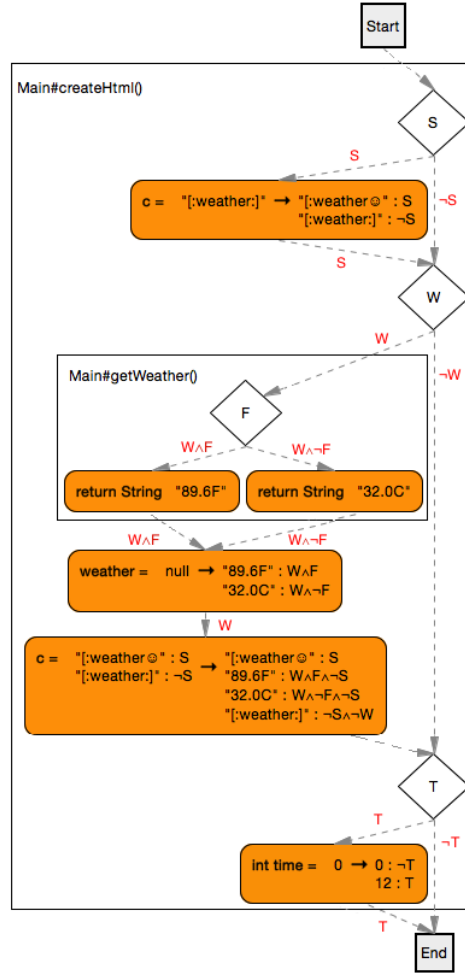 Start
Main#createHtml()
S
S
¬S
c = "[:weather:]" → "[:weather☺" : S
"[:weather:]" : ¬S
S
W
W
¬W
Main#getWeather()
F
W∧F
W∧¬F
return String "89.6F"
return String "32.0C"
W∧F
W∧¬F
weather = null → "89.6F" : W∧F
"32.0C" : W∧¬F
W
c = "[:weather☺" : S → "[:weather☺" : S
"[:weather:]" : ¬S "89.6F" : W∧F∧¬S
"32.0C" : W∧¬F∧¬S
"[:weather:]" : ¬S∧¬W
T
T
¬T
int time = 0 → 0 : ¬T
12 : T
T
End